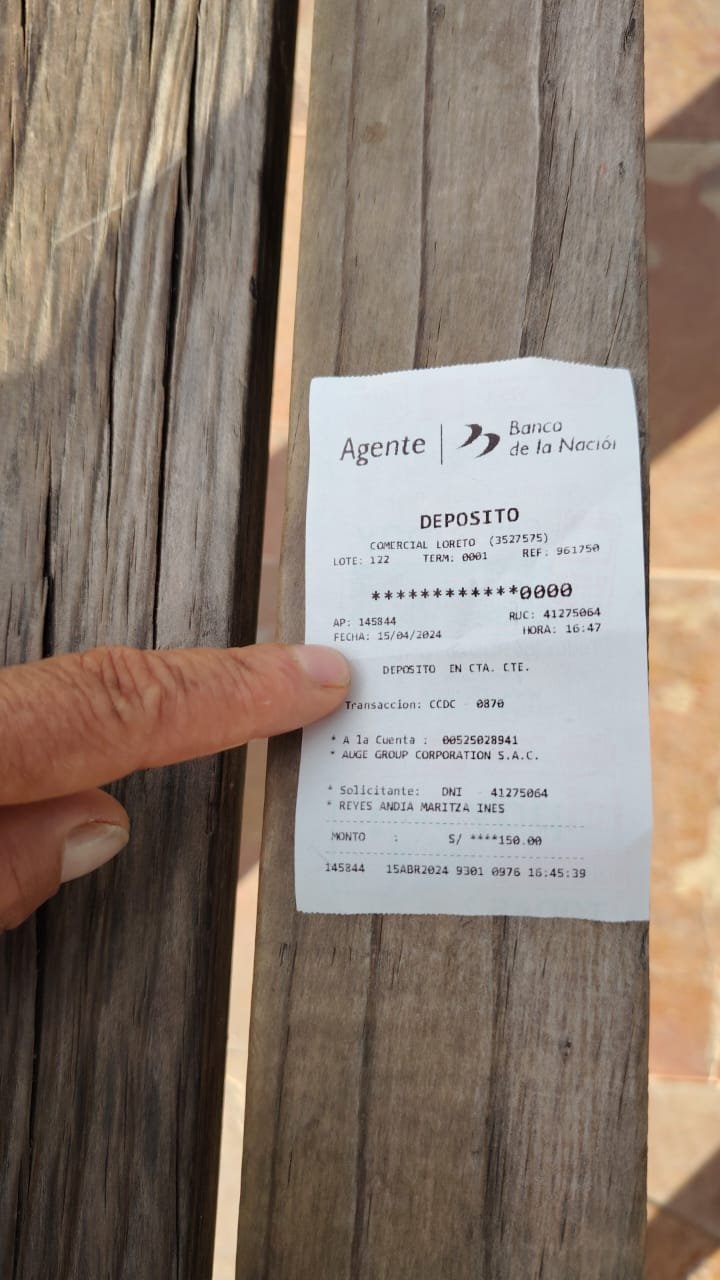 Agente
Banco
de la Nación
DEPOSITO
COMERCIAL LORETO (3527575)
LOTE: 122 TERM: 0001 REF: 961750
************0000
AP: 145844 RUC: 41275064
FECHA: 15/04/2024 HORA: 16:47
DEPOSITO EN CTA. CTE.
Transaccion: CCDC 0870
* A la Cuenta : 00525028941
* AUGE GROUP CORPORATION S.A.C.
* Solicitante: DNI 41275064
* REYES ANDIA MARITZA INES
MONTO : S/ ****150.00
145844 15ABR2024 9301 0976 16:45:39